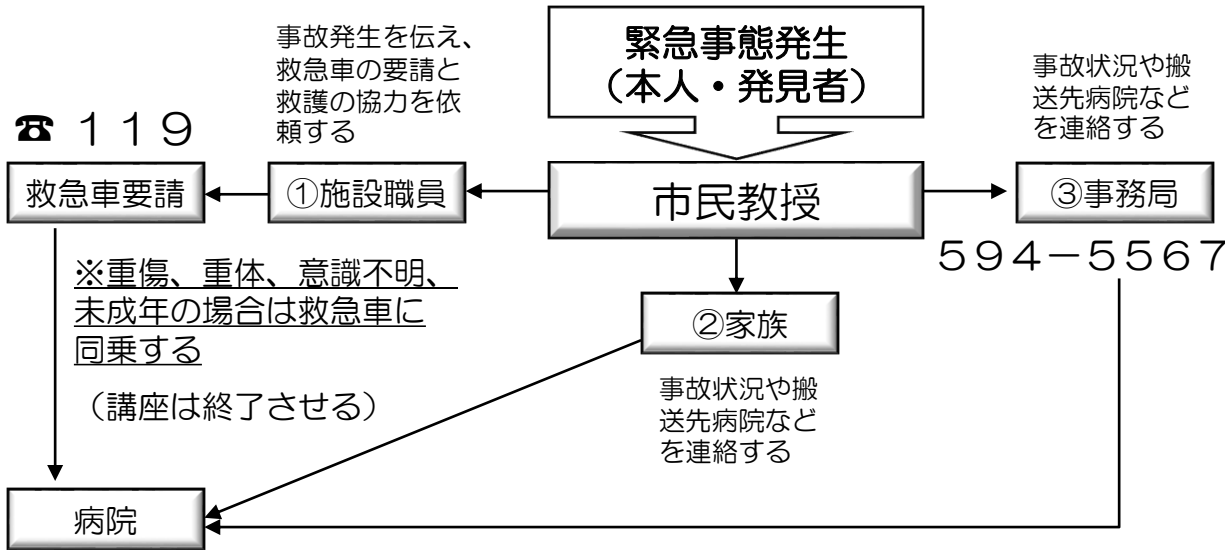 緊急事態発生
（本人・発見者）
事故発生を伝え、
救急車の要請と
救護の協力を依
頼する
事故状況や搬
送先病院など
を連絡する
☎ １１９
救急車要請
①施設職員
市民教授
③事務局
５９４－５５６７
※重傷、重体、意識不明、
未成年の場合は救急車に
同乗する
（講座は終了させる）
②家族
事故状況や搬
送先病院など
を連絡する
病院